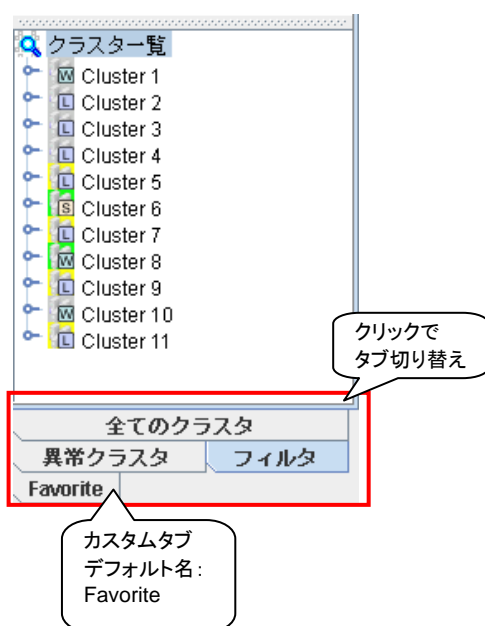 クラスター覧
W Cluster 1
L Cluster 2
L Cluster 3
L Cluster 4
L Cluster 5
S Cluster 6
L Cluster 7
W Cluster 8
L Cluster 9
W Cluster 10
L Cluster 11
クリックで
タブ切り替え
全てのクラスタ
異常クラスタ フィルタ
Favorite
カスタムタブ
デフォルト名：
Favorite